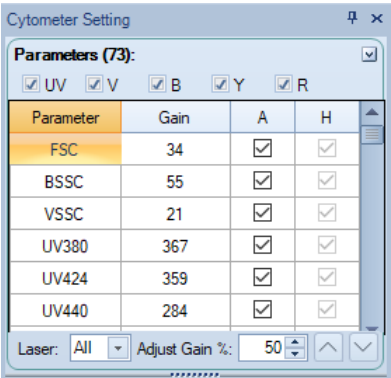 Cytometer Setting
Parameters (73):
UV V B Y R
Parameter Gain A H
FSC 34
BSSC 55
VSSC 21
UV380 367
UV424 359
UV440 284
Laser: All Adjust Gain %: 50